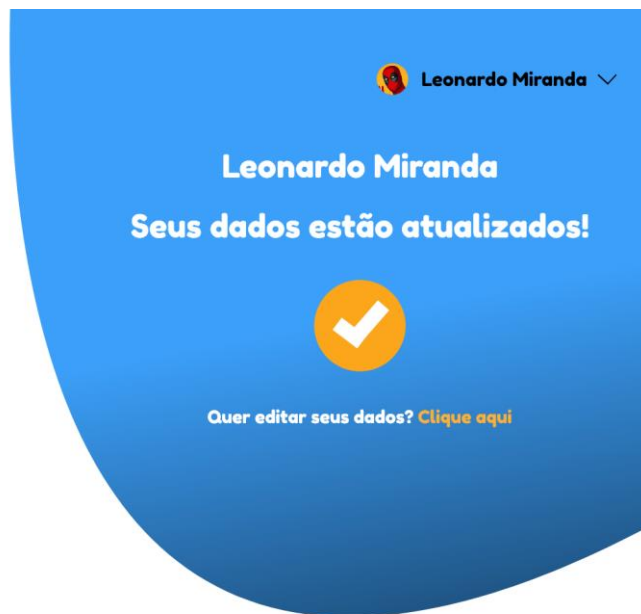 Leonardo Miranda
Leonardo Miranda
Seus dados estão atualizados!
Quer editar seus dados? Clique aqui